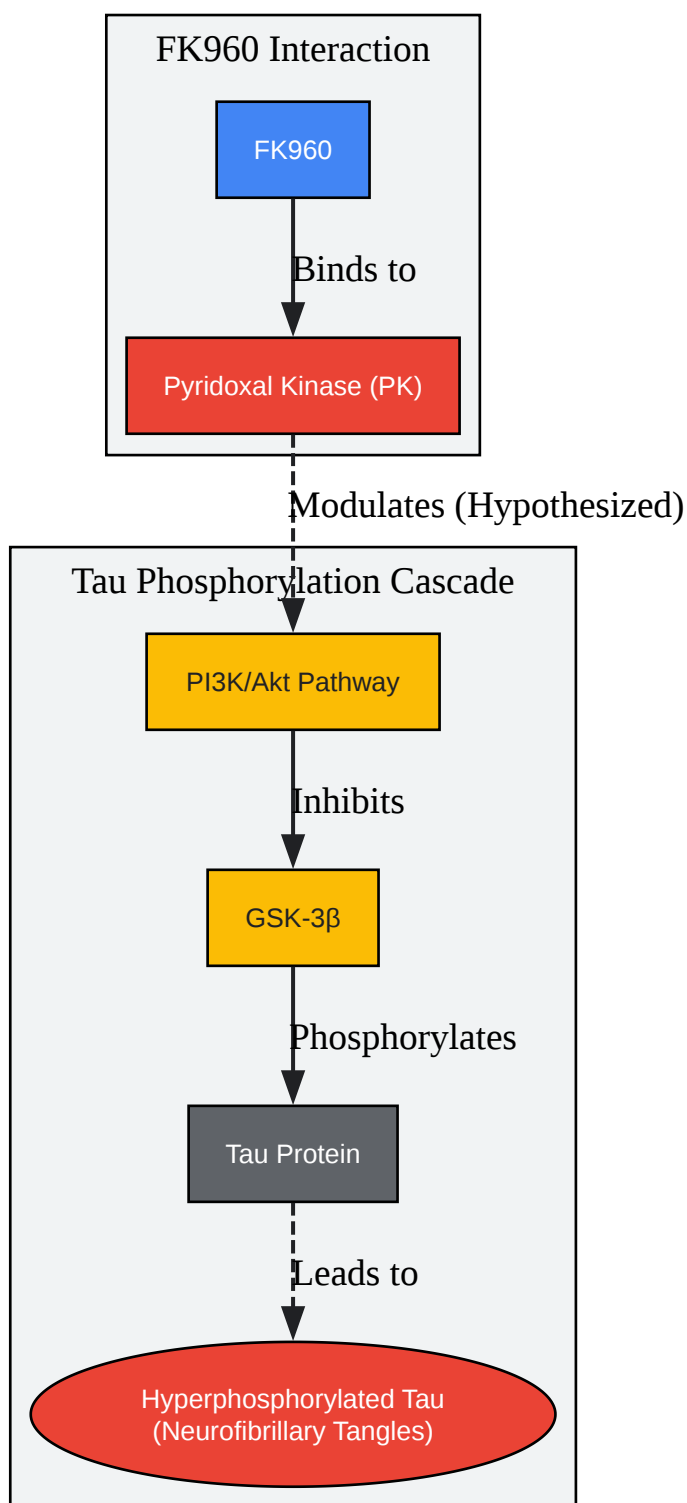 FK960 Interaction
FK960
Binds to
Pyridoxal Kinase (PK)
Modulates (Hypothesized)
Tau Phosphorylation Cascade
PI3K/Akt Pathway
Inhibits
GSK-3β
Phosphorylates
Tau Protein
Leads to
Hyperphosphorylated Tau
(Neurofibrillary Tangles)